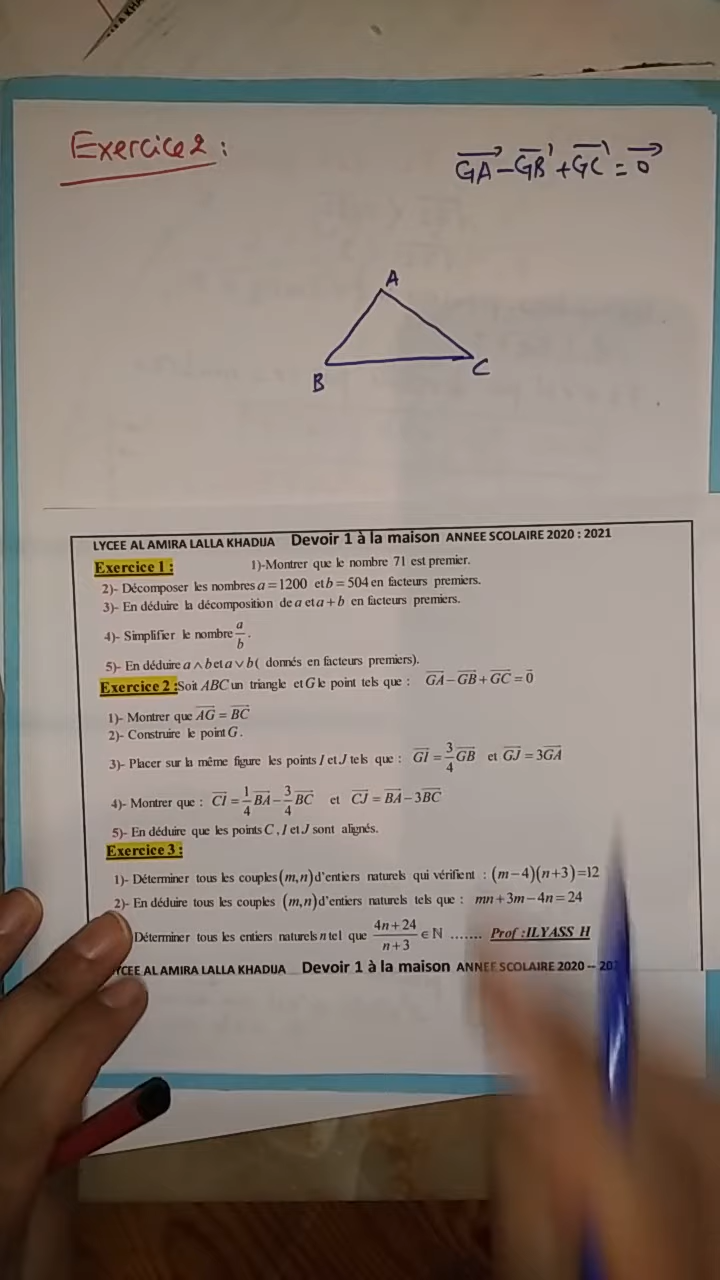 Exercice 2 :
GA - GB + GC = 0
A
B
C
LYCEE AL AMIRA LALLA KHADIJA Devoir 1 à la maison ANNEE SCOLAIRE 2020 : 2021
Exercice 1 : 1)-Montrer que le nombre 71 est premier.
2)- Décomposer les nombres a = 1200 et b = 504 en facteurs premiers.
3)- En déduire la décomposition de a et a + b en facteurs premiers.
4)- Simplifier le nombre a/b.
5)- En déduire a ∧ b et a ∨ b ( donnés en facteurs premiers).
Exercice 2 : Soit ABC un triangle et G le point tels que : GA - GB + GC = 0
1)- Montrer que AG = BC
2)- Construire le point G.
3)- Placer sur la même figure les points I et J tels que : GI = 3/4 GB et GJ = 3GA
4)- Montrer que : CI = 1/4 BA - 3/4 BC et CJ = BA - 3BC
5)- En déduire que les points C, I et J sont alignés.
Exercice 3 :
1)- Déterminer tous les couples (m,n) d'entiers naturels qui vérifient : (m-4)(n+3)=12
2)- En déduire tous les couples (m,n) d'entiers naturels tels que : mn+3m-4n=24
Déterminer tous les entiers naturels n tel que (4n+24)/(n+3) ∈ ℕ ....... Prof :ILYASS H
YCEE AL AMIRA LALLA KHADIJA Devoir 1 à la maison ANNEE SCOLAIRE 2020 – 202